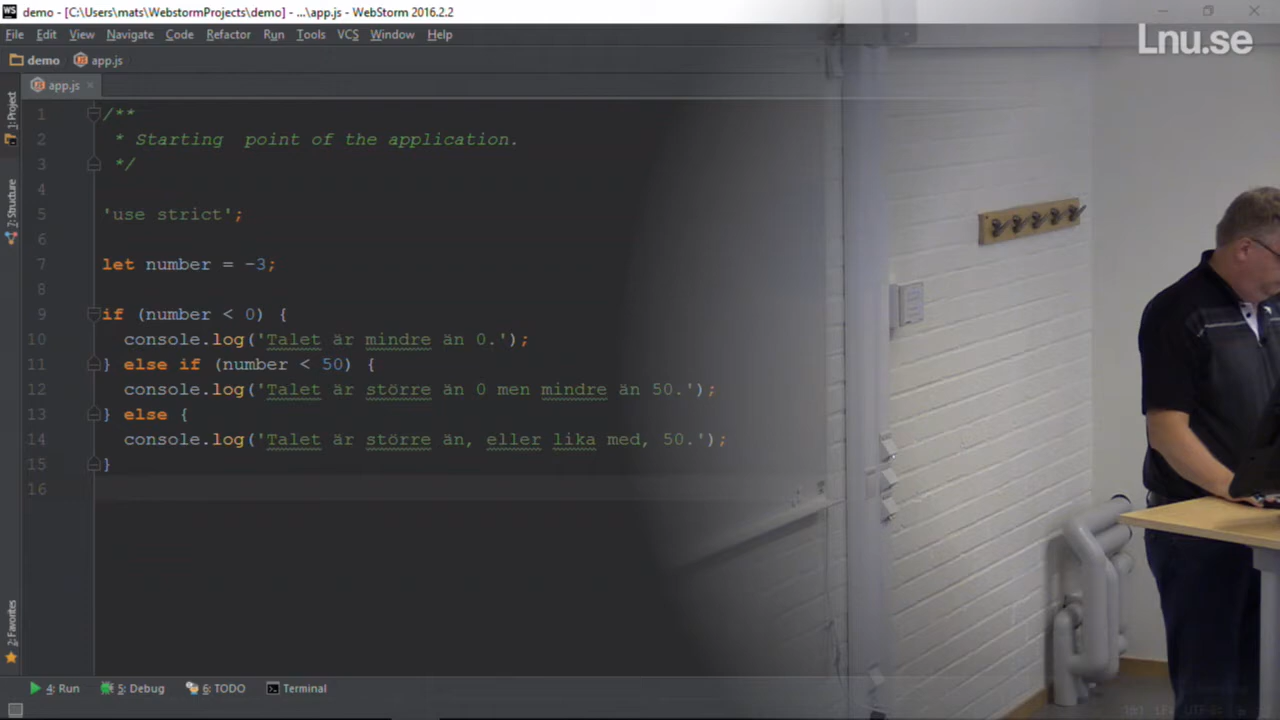 demo - [C:\Users\mats\WebstormProjects\demo] - ...\app.js - WebStorm 2016.2.2
File Edit View Navigate Code Refactor Run Tools VCS Window Help
Lnu.se
demo app.js
app.js ×
1: Project
7: Structure
2: Favorites
1 /**
2 * Starting  point of the application.
3 */
4
5 'use strict';
6
7 let number = -3;
8
9 if (number < 0) {
10 console.log('Talet är mindre än 0.');
11 } else if (number < 50) {
12 console.log('Talet är större än 0 men mindre än 50.');
13 } else {
14 console.log('Talet är större än, eller lika med, 50.');
15 }
16
4: Run 5: Debug 6: TODO Terminal